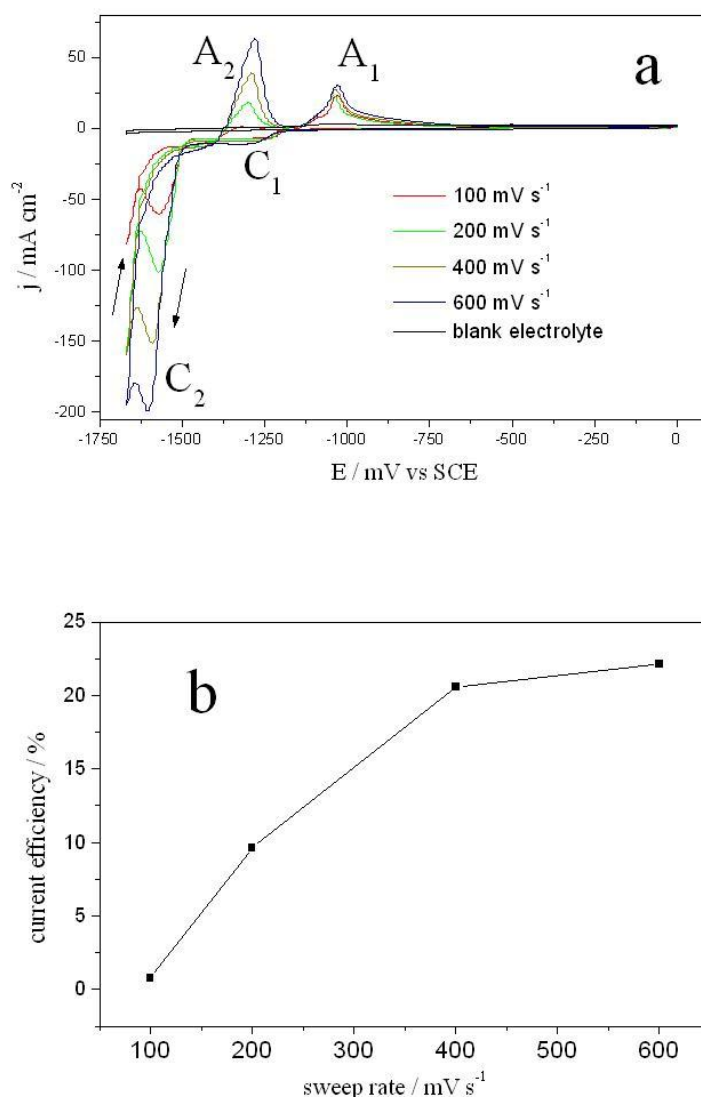 a
A₂
A₁
C₁
C₂
50
0
-50
-100
-150
-200
j / mA cm⁻²
100 mV s⁻¹
200 mV s⁻¹
400 mV s⁻¹
600 mV s⁻¹
blank electrolyte
-1750 -1500 -1250 -1000 -750 -500 -250 0
E / mV vs SCE
b
25
20
15
10
5
0
current efficiency / %
100 200 300 400 500 600
sweep rate / mV s⁻¹